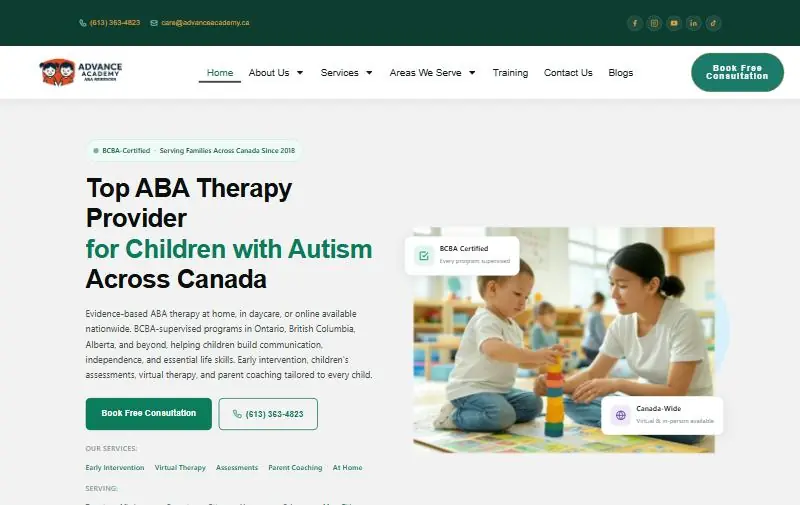 (613) 363-4823 care@advanceacademy.ca
ADVANCE
ACADEMY
ABA SERVICES
Home About Us Services Areas We Serve Training Contact Us Blogs
Book Free
Consultation
BCBA-Certified · Serving Families Across Canada Since 2018
Top ABA Therapy
Provider
for Children with Autism
Across Canada
Evidence-based ABA therapy at home, in daycare, or online available
nationwide. BCBA-supervised programs in Ontario, British Columbia,
Alberta, and beyond, helping children build communication,
independence, and essential life skills. Early intervention, children's
assessments, virtual therapy, and parent coaching tailored to every child.
Book Free Consultation
(613) 363-4823
OUR SERVICES:
Early Intervention Virtual Therapy Assessments Parent Coaching At Home
SERVING:
BCBA Certified
Every program supervised
Canada-Wide
Virtual & in-person available